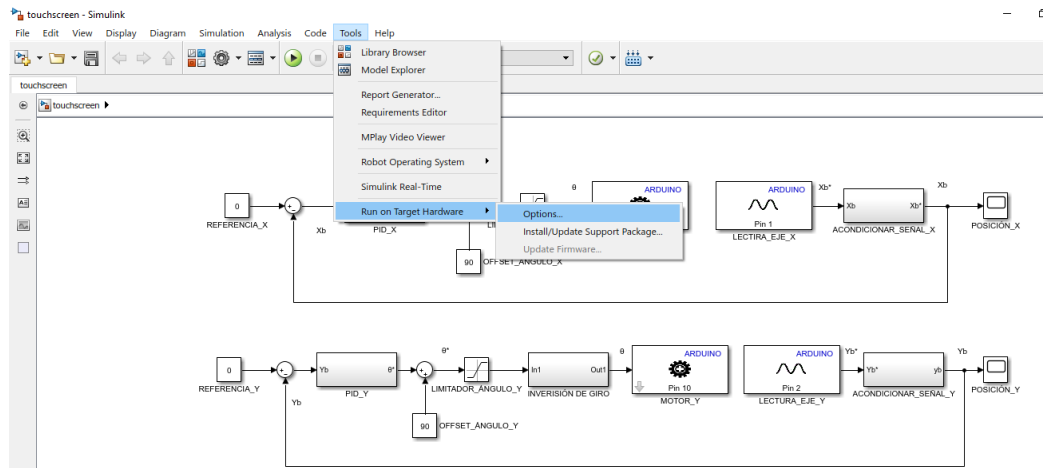 touchscreen - Simulink
File Edit View Display Diagram Simulation Analysis Code Tools Help
Library Browser
Model Explorer
Report Generator...
Requirements Editor
MPlay Video Viewer
Robot Operating System
Simulink Real-Time
Run on Target Hardware
Options...
Install/Update Support Package...
Update Firmware...
touchscreen
touchscreen
0
REFERENCIA_X
Xb
PID_X
90
OFFSET_ÁNGULO_X
θ
ARDUINO
ARDUINO
Pin 1
LECTIRA_EJE_X
Xb*
Xb Xb*
ACONDICIONAR_SEÑAL_X
Xb
POSICIÓN_X
0
REFERENCIA_Y
Yb
Yb θ*
PID_Y
θ*
90
OFFSET_ÁNGULO_Y
LIMITADOR_ÁNGULO_Y
In1 Out1
INVERISIÓN DE GIRO
θ
ARDUINO
Pin 10
MOTOR_Y
ARDUINO
Pin 2
LECTURA_EJE_Y
Yb*
Yb* yb
ACONDICIONAR_SEÑAL_Y
Yb
POSICIÓN_Y